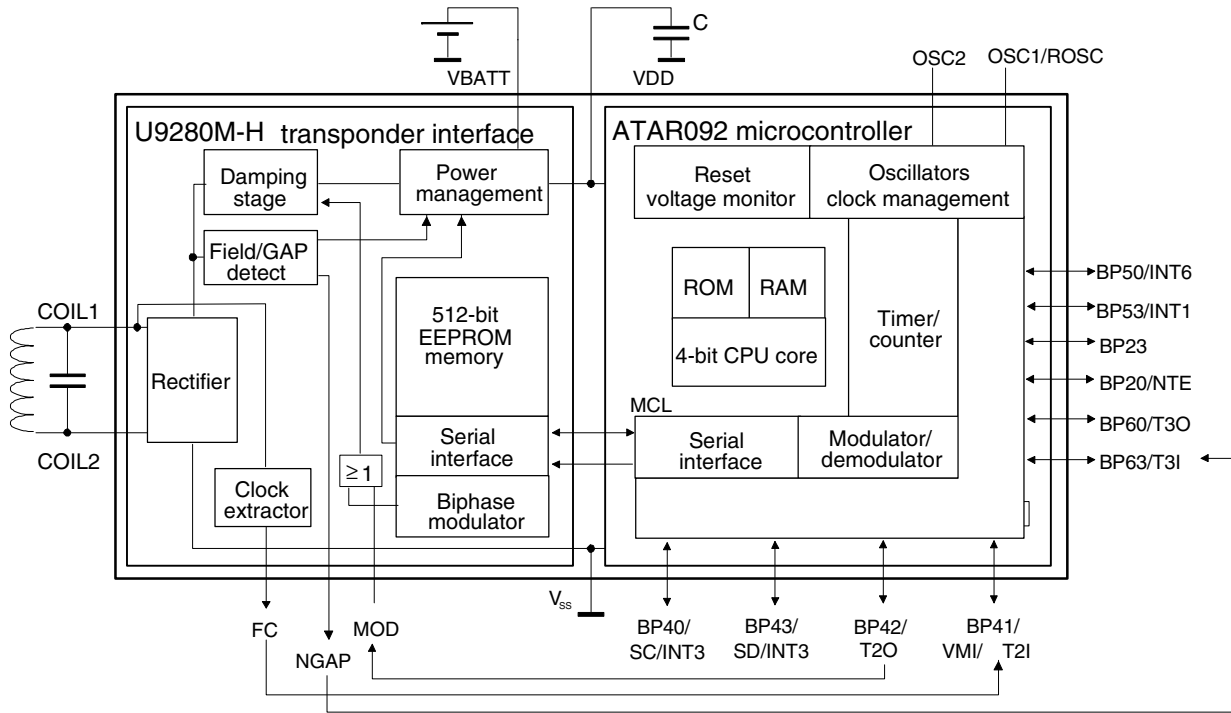 C
VBATT
VDD
OSC2
OSC1/ROSC
U9280M-H transponder interface
ATAR092 microcontroller
Damping
stage
Power
management
Reset
voltage monitor
Oscillators
clock management
Field/GAP
detect
ROM
RAM
BP50/INT6
COIL1
512-bit
EEPROM
memory
Timer/
counter
BP53/INT1
BP23
4-bit CPU core
Rectifier
BP20/NTE
MCL
BP60/T3O
COIL2
Serial
interface
Serial
interface
Modulator/
demodulator
BP63/T3I
≥1
Clock
extractor
Biphase
modulator
VSS
FC
NGAP
MOD
BP40/
SC/INT3
BP43/
SD/INT3
BP42/
T2O
BP41/
VMI/ T2I